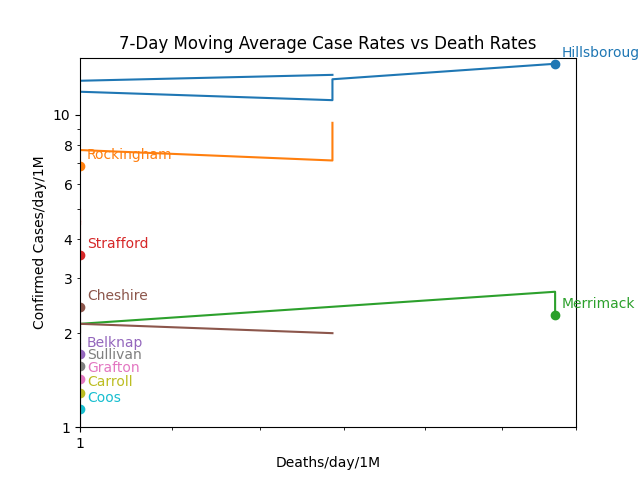 7-Day Moving Average Case Rates vs Death Rates
Hillsboroug
10
Rockingham
8
6
Strafford
4
3
Cheshire
Merrimack
2
Belknap
Sullivan
Grafton
Carroll
Coos
1
1
Confirmed Cases/day/1M
Deaths/day/1M